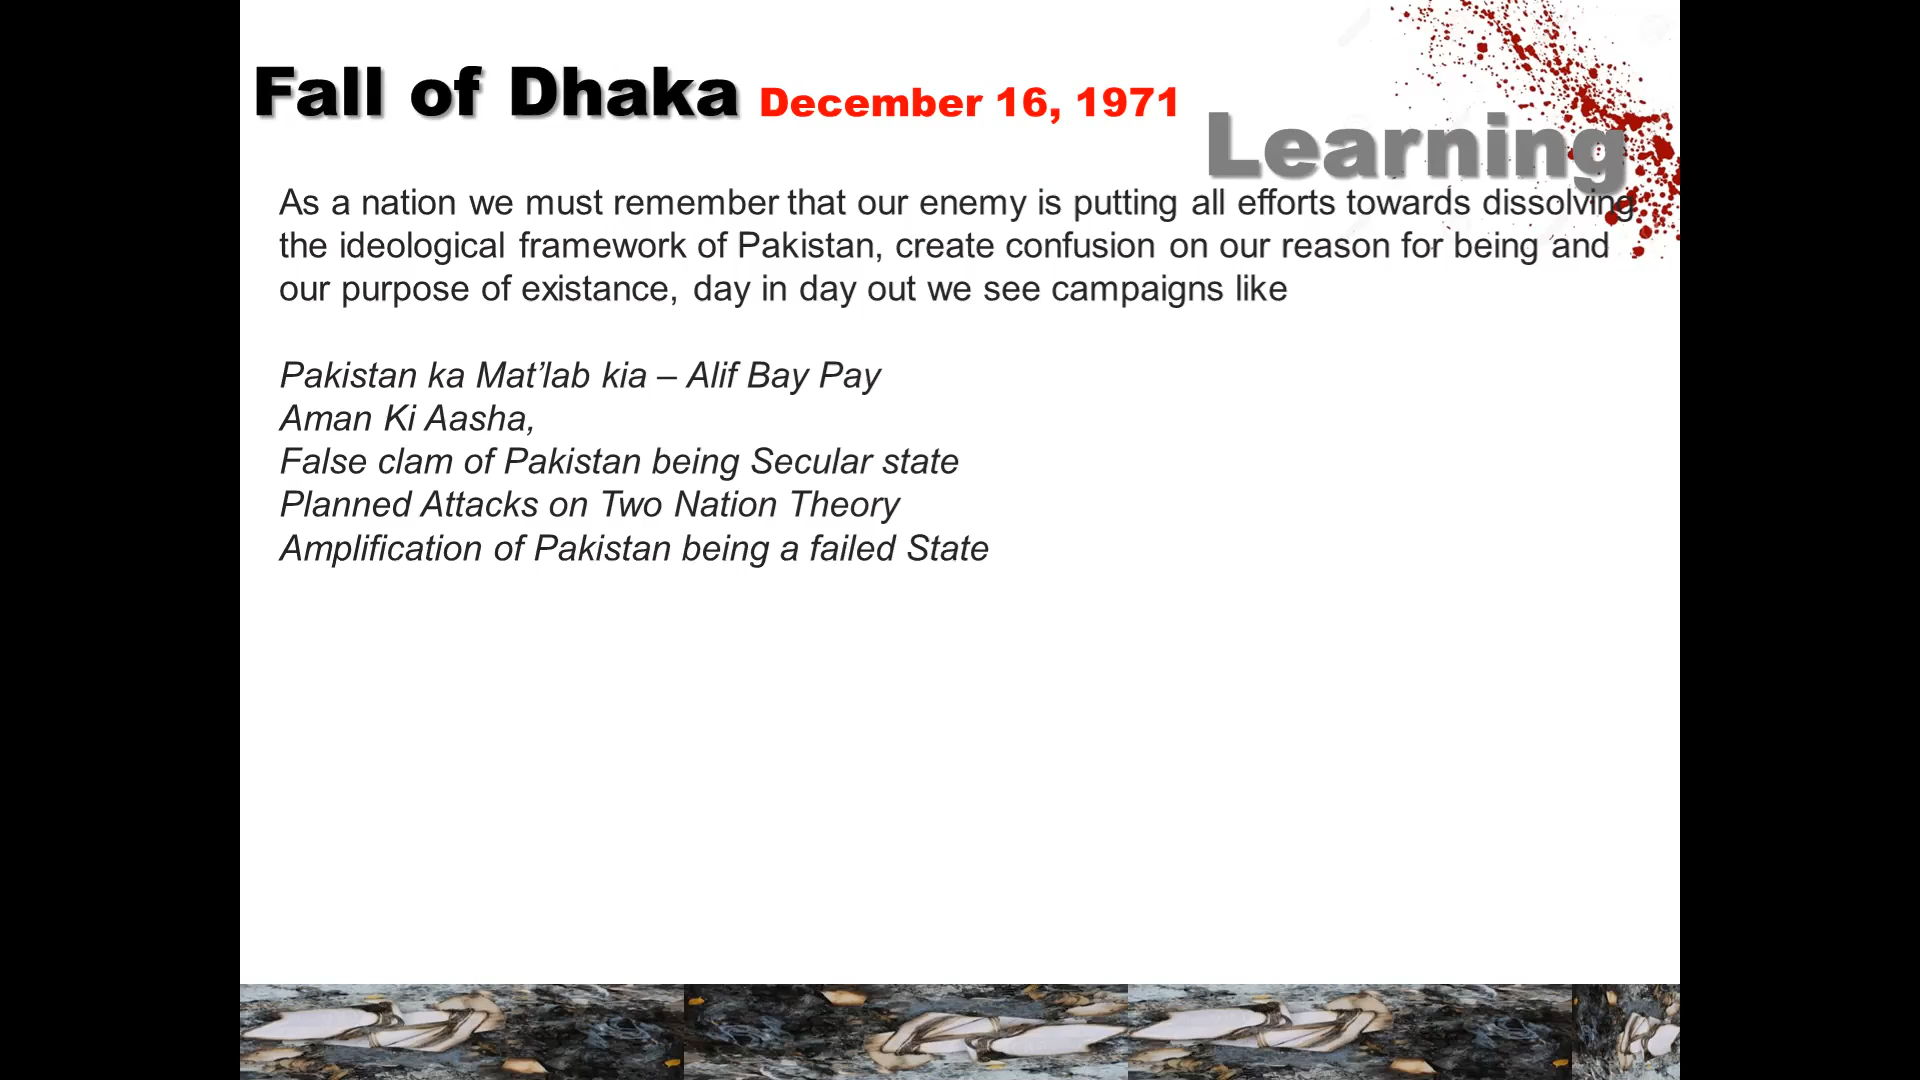 Fall of Dhaka December 16, 1971
Learning
As a nation we must remember that our enemy is putting all efforts towards dissolving
the ideological framework of Pakistan, create confusion on our reason for being and
our purpose of existance, day in day out we see campaigns like
Pakistan ka Mat’lab kia – Alif Bay Pay
Aman Ki Aasha,
False clam of Pakistan being Secular state
Planned Attacks on Two Nation Theory
Amplification of Pakistan being a failed State